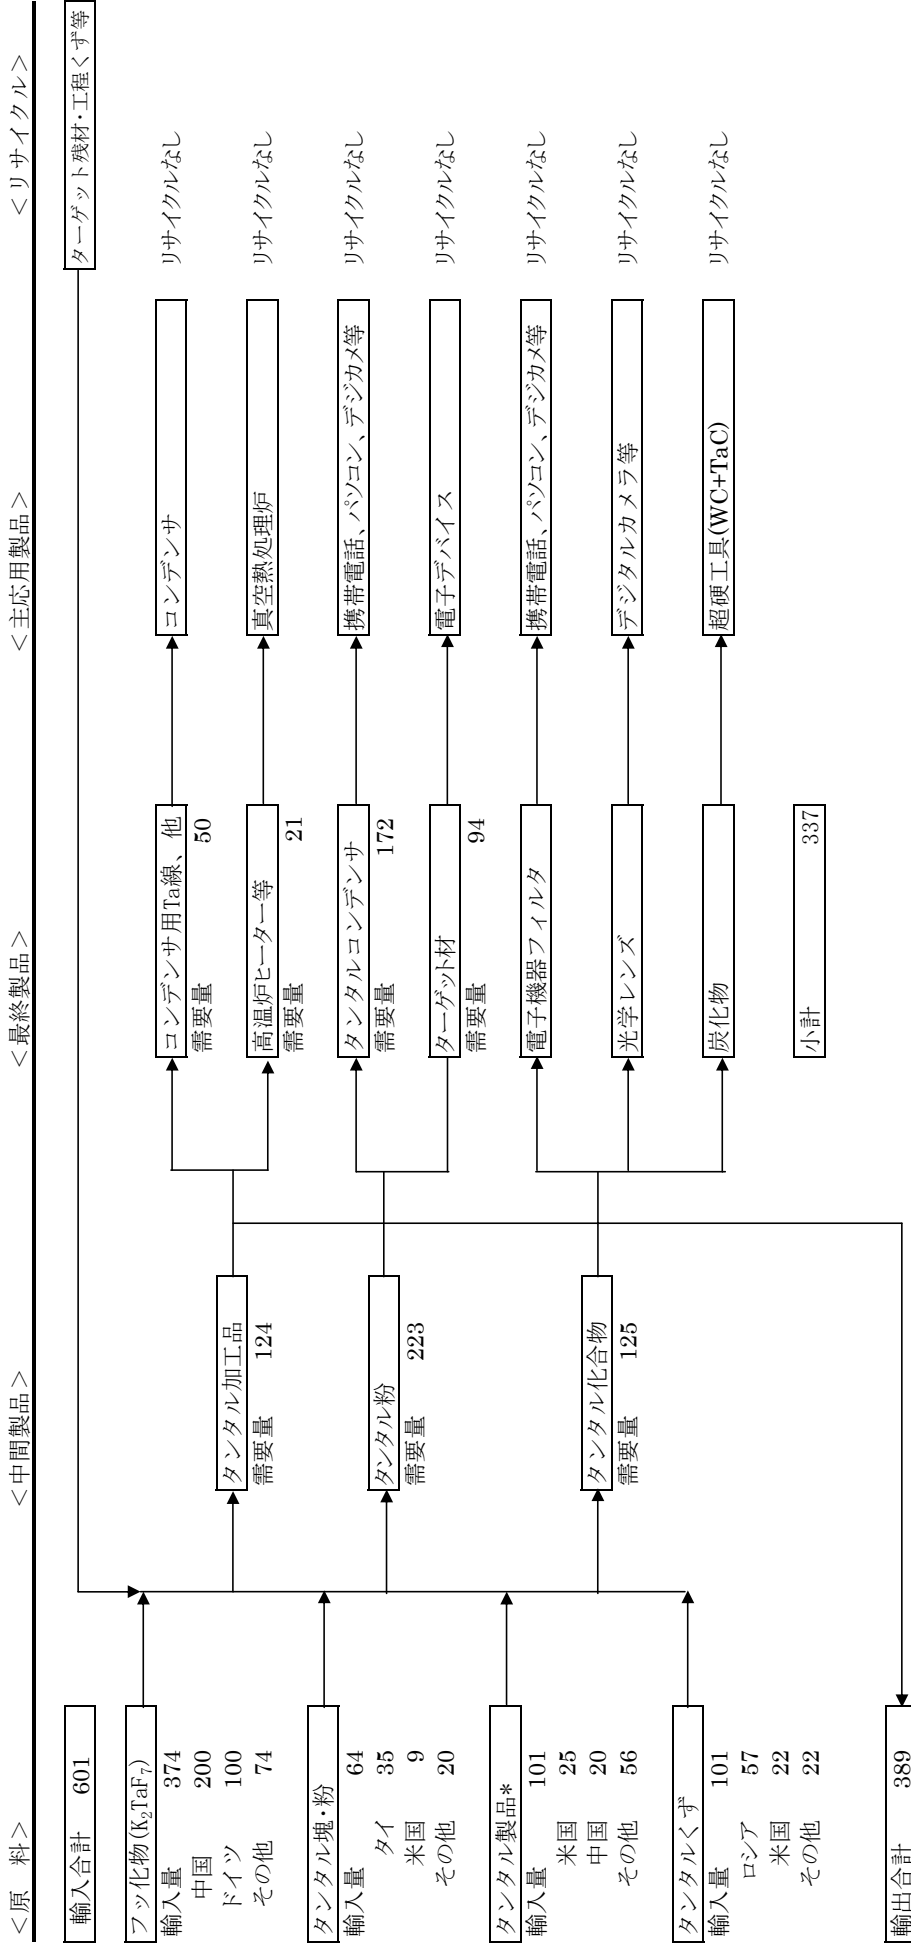 ＜原　料＞
＜中間製品＞
＜最終製品＞
＜主応用製品＞
＜リサイクル＞
輸入合計 601
ターゲット残材・工程くず等
フッ化物(K₂TaF₇)
輸入量 374
中国 200
ドイツ 100
その他 74
タンタル塊・粉
輸入量 64
タイ 35
米国 9
その他 20
タンタル製品*
輸入量 101
米国 25
中国 20
その他 56
タンタルくず
輸入量 101
ロシア 57
米国 22
その他 22
輸出合計 389
タンタル加工品
需要量 124
タンタル粉
需要量 223
タンタル化合物
需要量 125
コンデンサ用Ta線、他
需要量 50
高温炉ヒーター等
需要量 21
タンタルコンデンサ
需要量 172
ターゲット材
需要量 94
電子機器フィルタ
光学レンズ
炭化物
小計 337
コンデンサ
真空熱処理炉
携帯電話、パソコン、デジカメ等
電子デバイス
携帯電話、パソコン、デジカメ等
デジタルカメラ等
超硬工具(WC+TaC)
リサイクルなし
リサイクルなし
リサイクルなし
リサイクルなし
リサイクルなし
リサイクルなし
リサイクルなし